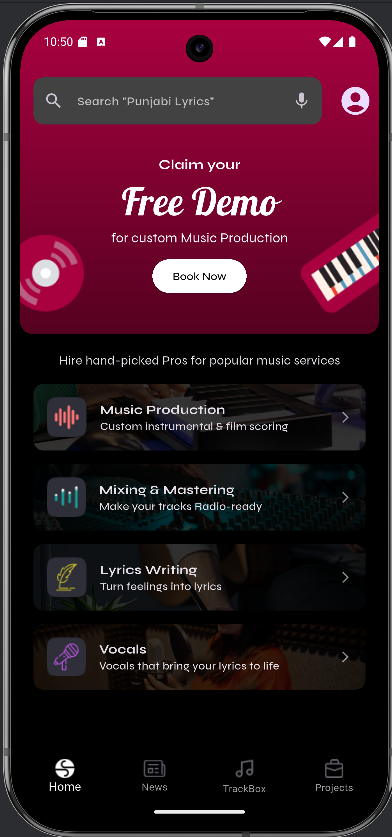 10:50
Search "Punjabi Lyrics"
Claim your
Free Demo
for custom Music Production
Book Now
Hire hand-picked Pros for popular music services
Music Production
Custom instrumental & film scoring
Mixing & Mastering
Make your tracks Radio-ready
Lyrics Writing
Turn feelings into lyrics
Vocals
Vocals that bring your lyrics to life
Home News TrackBox Projects